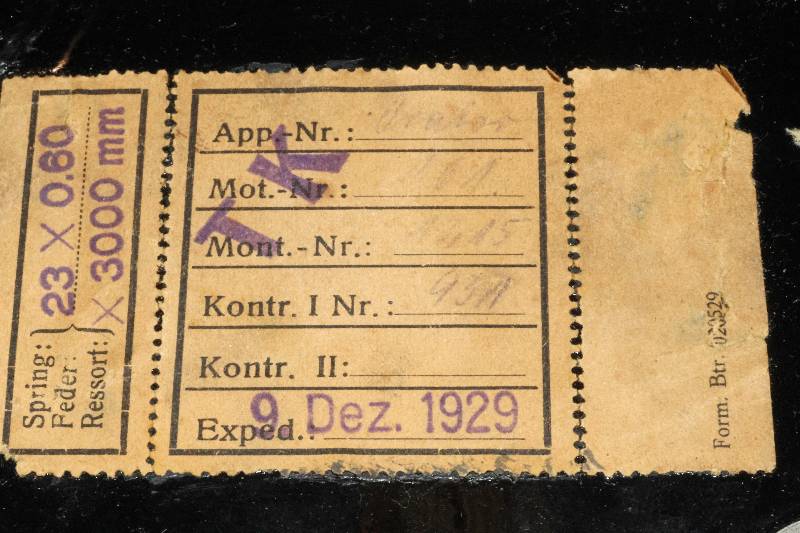 Spring:
Feder:
Ressort:
23 X 0.60
X 3000 mm
App.-Nr.:
Mot.-Nr.:
Mont.-Nr.:
Kontr. I Nr.:
Kontr. II:
Exped.: 9 Dez. 1929
TK
Form. Btr.